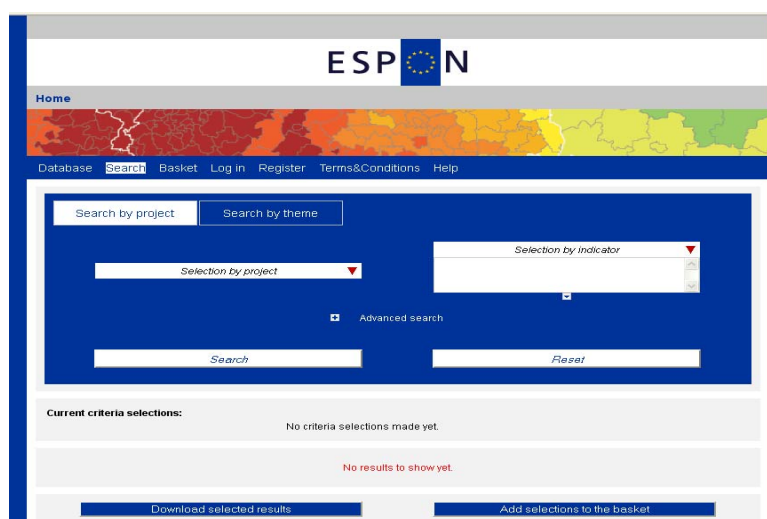 ESPON
Home
Database Search Basket Log in Register Terms&Conditions Help
Search by project Search by theme
Selection by indicator
Selection by project
Advanced search
Search Reset
Current criteria selections:
No criteria selections made yet.
No results to show yet.
Download selected results Add selections to the basket